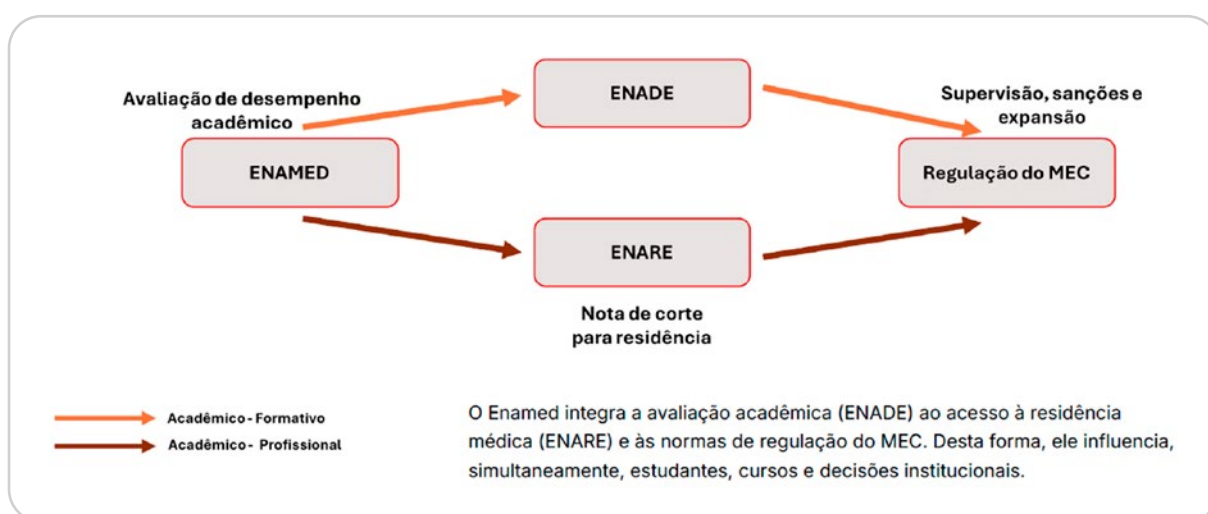 Avaliação de desempenho
acadêmico
ENAMED
ENADE
Supervisão, sanções e
expansão
Regulação do MEC
ENARE
Nota de corte
para residência
Acadêmico - Formativo
Acadêmico - Profissional
O Enamed integra a avaliação acadêmica (ENADE) ao acesso à residência
médica (ENARE) e às normas de regulação do MEC. Desta forma, ele influencia,
simultaneamente, estudantes, cursos e decisões institucionais.